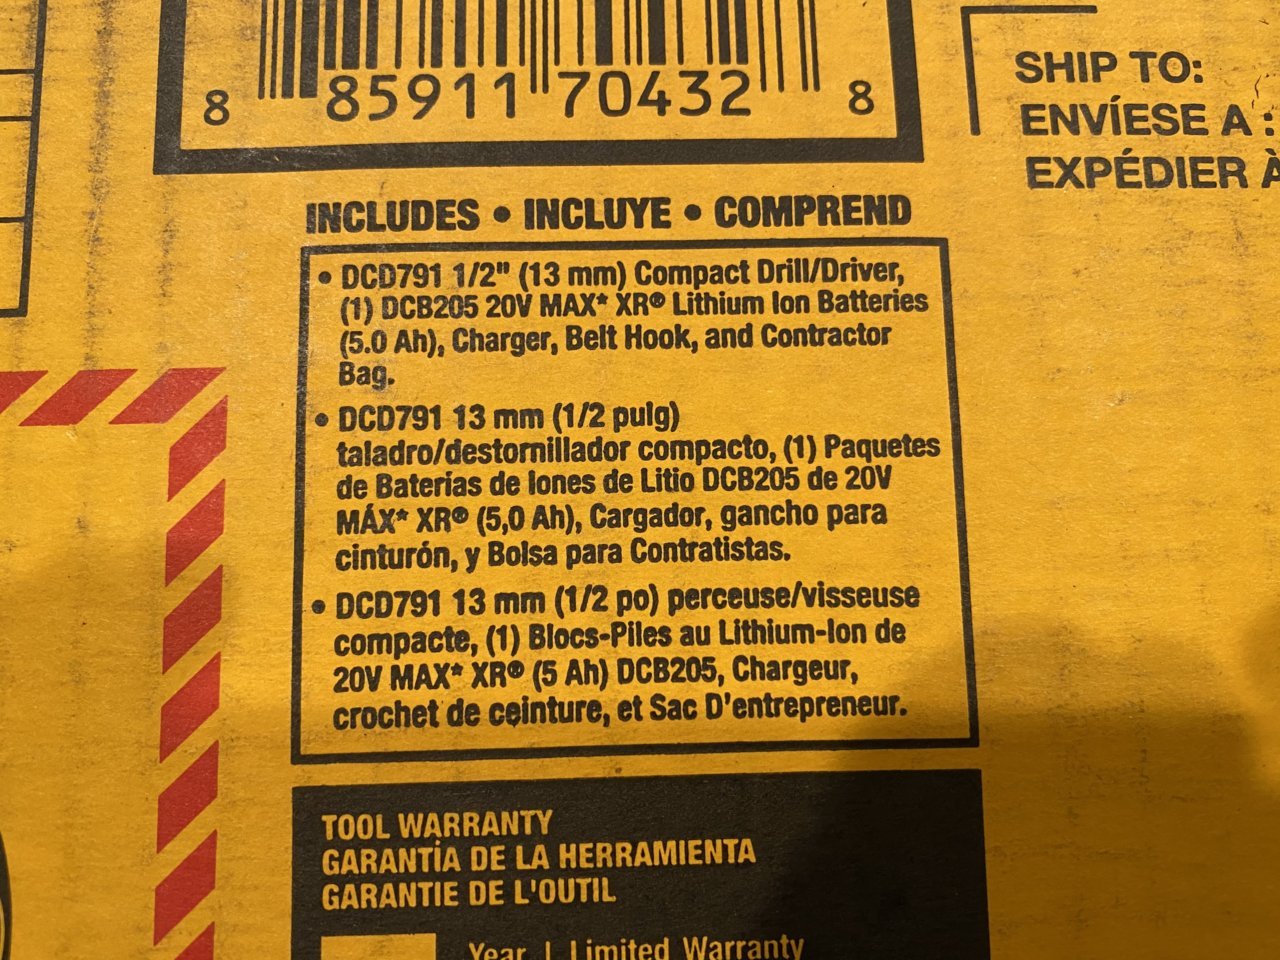 8 85911 70432 8
SHIP TO:
ENVÍESE A :
EXPÉDIER À
INCLUDES • INCLUYE • COMPREND
• DCD791 1/2" (13 mm) Compact Drill/Driver,
(1) DCB205 20V MAX* XR® Lithium Ion Batteries
(5.0 Ah), Charger, Belt Hook, and Contractor
Bag.
• DCD791 13 mm (1/2 pulg)
taladro/destornillador compacto, (1) Paquetes
de Baterías de Iones de Litio DCB205 de 20V
MÁX* XR® (5,0 Ah), Cargador, gancho para
cinturón, y Bolsa para Contratistas.
• DCD791 13 mm (1/2 po) perceuse/visseuse
compacte, (1) Blocs-Piles au Lithium-Ion de
20V MAX* XR® (5 Ah) DCB205, Chargeur,
crochet de ceinture, et Sac D'entrepreneur.
TOOL WARRANTY
GARANTÍA DE LA HERRAMIENTA
GARANTIE DE L'OUTIL
Year Limited Warranty